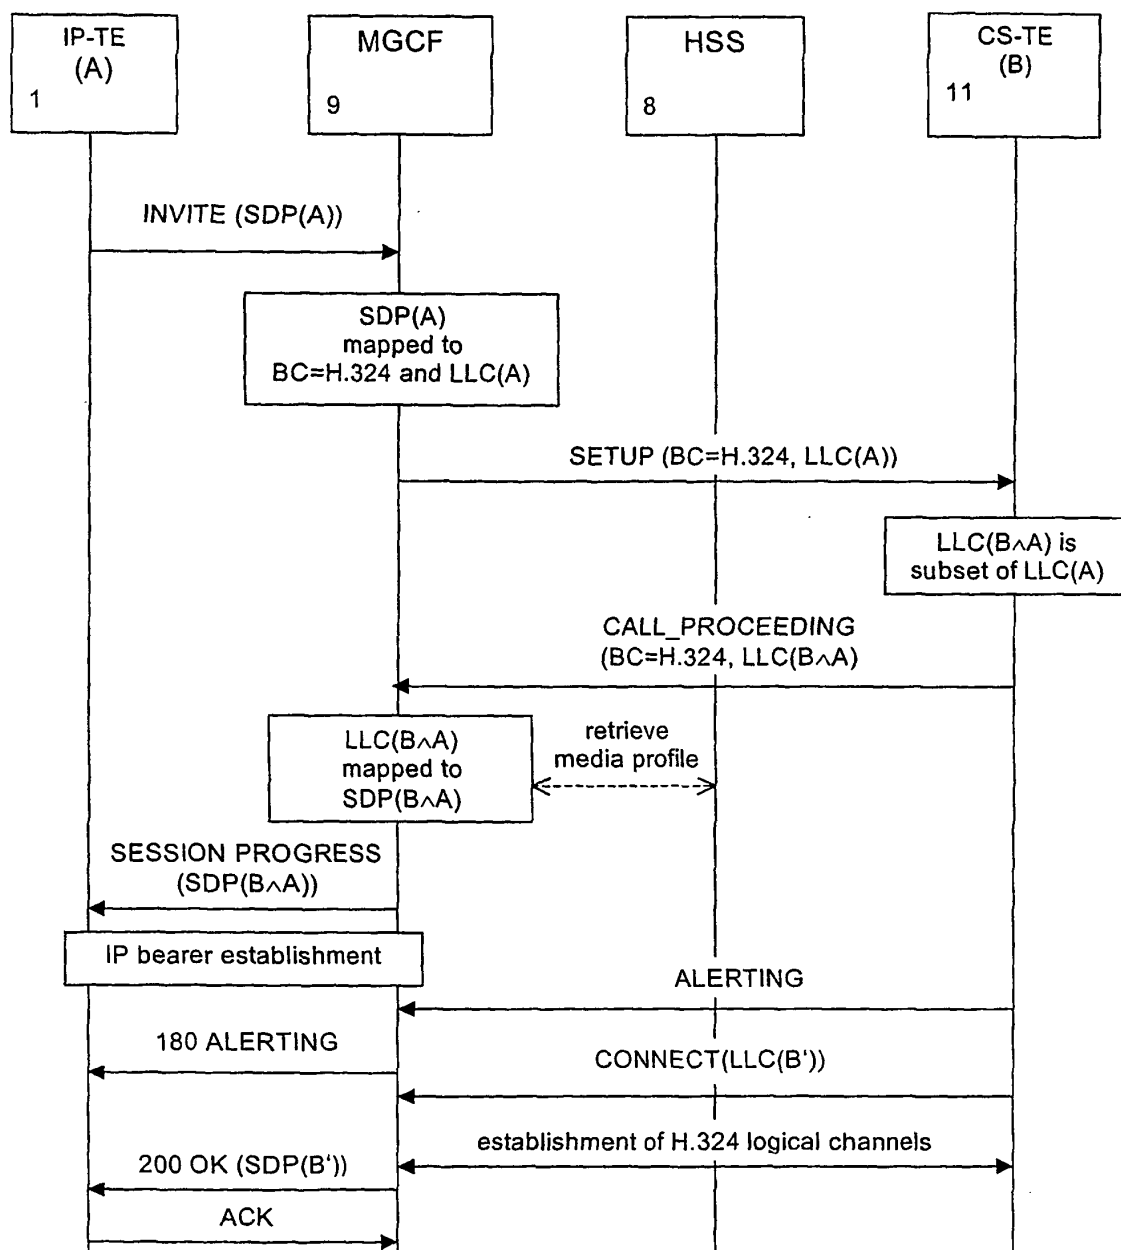 IP-TE
(A)
1
MGCF
9
HSS
8
CS-TE
(B)
11
INVITE (SDP(A))
SDP(A)
mapped to
BC=H.324 and LLC(A)
SETUP (BC=H.324, LLC(A))
LLC(B∧A) is
subset of LLC(A)
CALL_PROCEEDING
(BC=H.324, LLC(B∧A)
LLC(B∧A)
mapped to
SDP(B∧A)
retrieve
media profile
SESSION PROGRESS
(SDP(B∧A))
IP bearer establishment
ALERTING
180 ALERTING
CONNECT(LLC(B'))
establishment of H.324 logical channels
200 OK (SDP(B'))
ACK